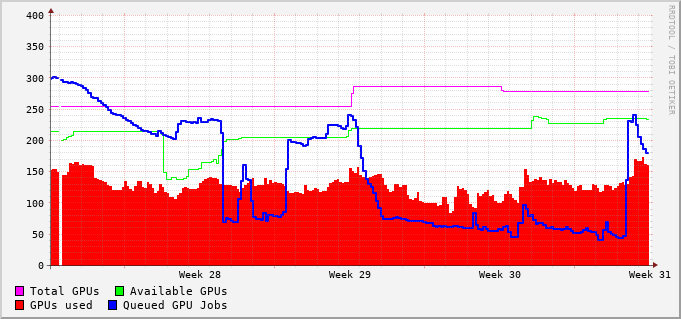 RRDTOOL / TOBI OETIKER
400
350
300
250
200
150
100
50
0
Week 28 Week 29 Week 30 Week 31
Total GPUs Available GPUs
GPUs used Queued GPU Jobs